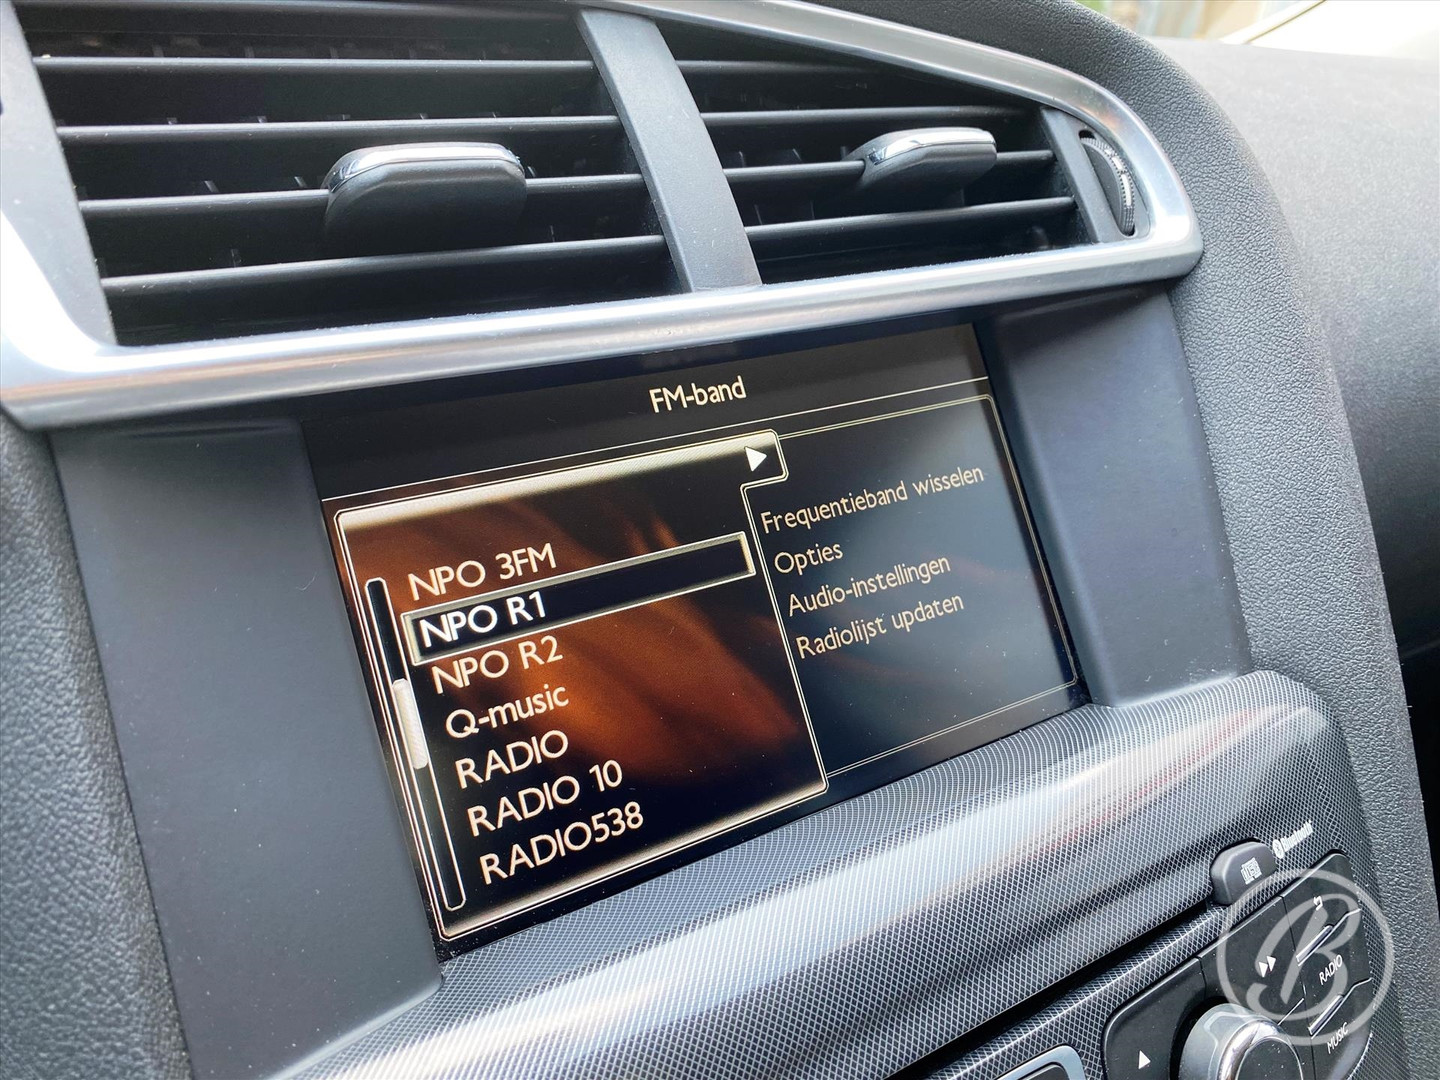 FM-band
NPO 3FM
NPO R1
NPO R2
Q-music
RADIO
RADIO 10
RADIO538
Frequentieband wisselen
Opties
Audio-instellingen
Radiolijst updaten
Bluetooth
RADIO
MUSIC
B